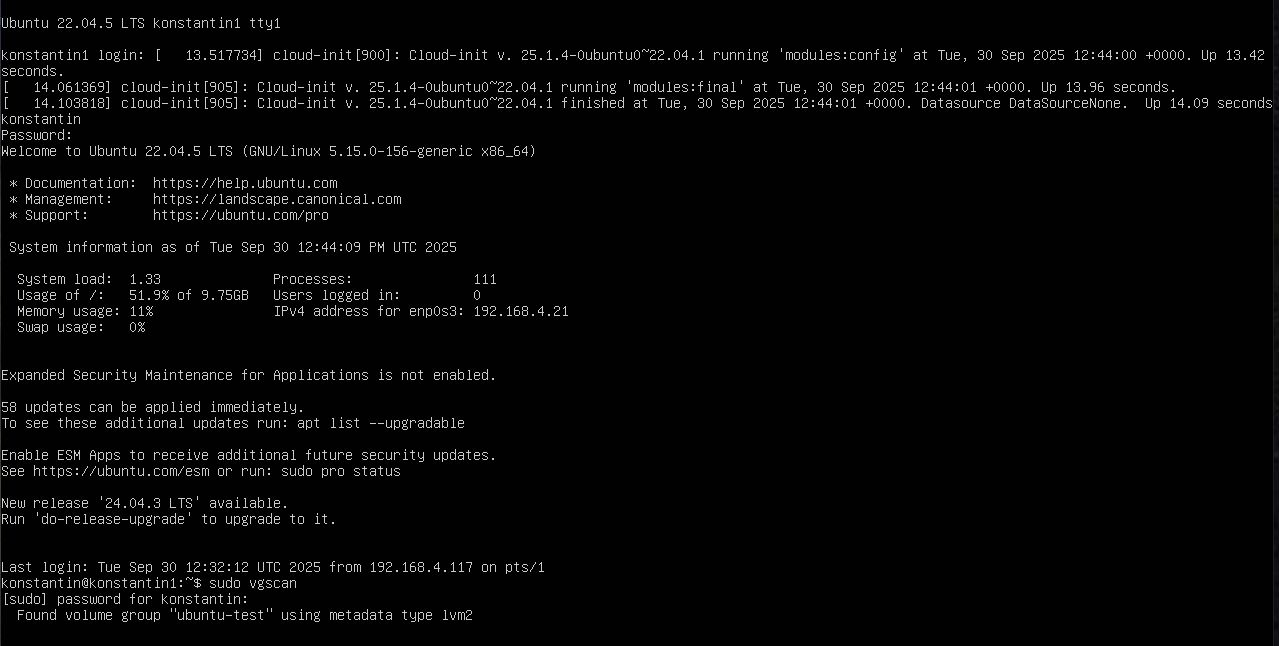 Ubuntu 22.04.5 LTS konstantin1 tty1
konstantin1 login: [   13.517734] cloud-init[900]: Cloud-init v. 25.1.4-0ubuntu0~22.04.1 running 'modules:config' at Tue, 30 Sep 2025 12:44:00 +0000. Up 13.42
seconds.
[   14.061369] cloud-init[905]: Cloud-init v. 25.1.4-0ubuntu0~22.04.1 running 'modules:final' at Tue, 30 Sep 2025 12:44:01 +0000. Up 13.96 seconds.
[   14.103818] cloud-init[905]: Cloud-init v. 25.1.4-0ubuntu0~22.04.1 finished at Tue, 30 Sep 2025 12:44:01 +0000. Datasource DataSourceNone.  Up 14.09 seconds
konstantin
Password:
Welcome to Ubuntu 22.04.5 LTS (GNU/Linux 5.15.0-156-generic x86_64)
 * Documentation:  https://help.ubuntu.com
 * Management:     https://landscape.canonical.com
 * Support:        https://ubuntu.com/pro
 System information as of Tue Sep 30 12:44:09 PM UTC 2025
  System load:  1.33              Processes:               111
  Usage of /:   51.9% of 9.75GB   Users logged in:         0
  Memory usage: 11%               IPv4 address for enp0s3: 192.168.4.21
  Swap usage:   0%
Expanded Security Maintenance for Applications is not enabled.
58 updates can be applied immediately.
To see these additional updates run: apt list --upgradable
Enable ESM Apps to receive additional future security updates.
See https://ubuntu.com/esm or run: sudo pro status
New release '24.04.3 LTS' available.
Run 'do-release-upgrade' to upgrade to it.
Last login: Tue Sep 30 12:32:12 UTC 2025 from 192.168.4.117 on pts/1
konstantin@konstantin1:~$ sudo vgscan
[sudo] password for konstantin:
  Found volume group "ubuntu-test" using metadata type lvm2